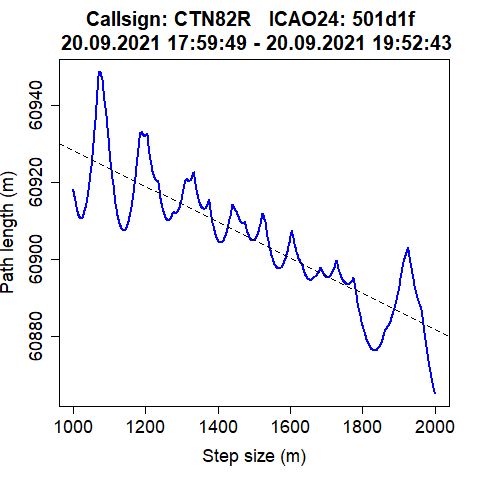 Callsign: CTN82R   ICAO24: 501d1f
20.09.2021 17:59:49 - 20.09.2021 19:52:43
Path length (m)
60940
60920
60900
60880
1000
1200
1400
1600
1800
2000
Step size (m)